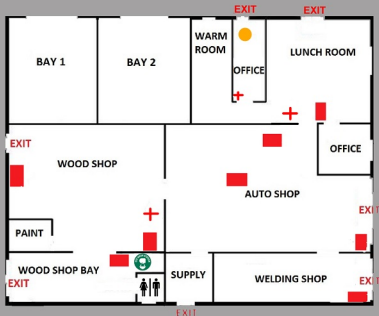 EXIT
EXIT
WARM
ROOM
LUNCH ROOM
BAY 1
BAY 2
OFFICE
EXIT
OFFICE
WOOD SHOP
AUTO SHOP
EXIT
PAINT
WOOD SHOP BAY
SUPPLY
WELDING SHOP
EXIT
EXIT
EXIT